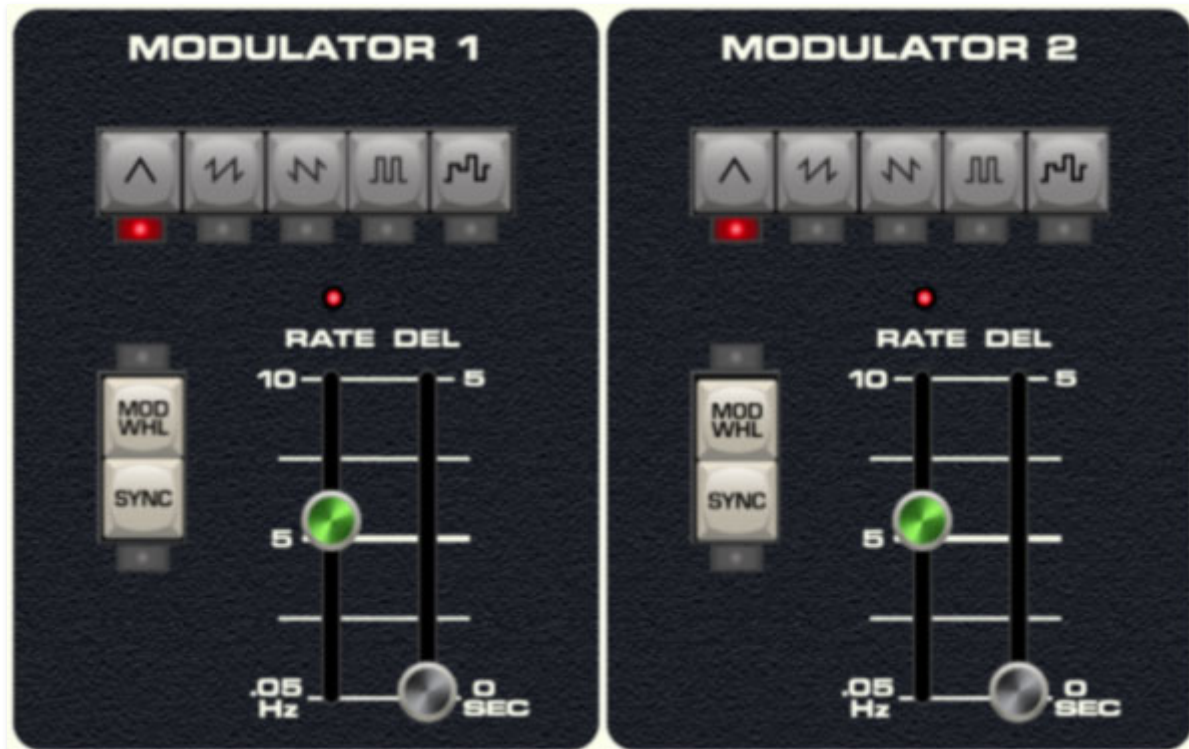 MODULATOR 1
RATE DEL
10
5
MOD
WHL
SYNC
5
.05
Hz
0
SEC
MODULATOR 2
RATE DEL
10
5
MOD
WHL
SYNC
5
.05
Hz
0
SEC